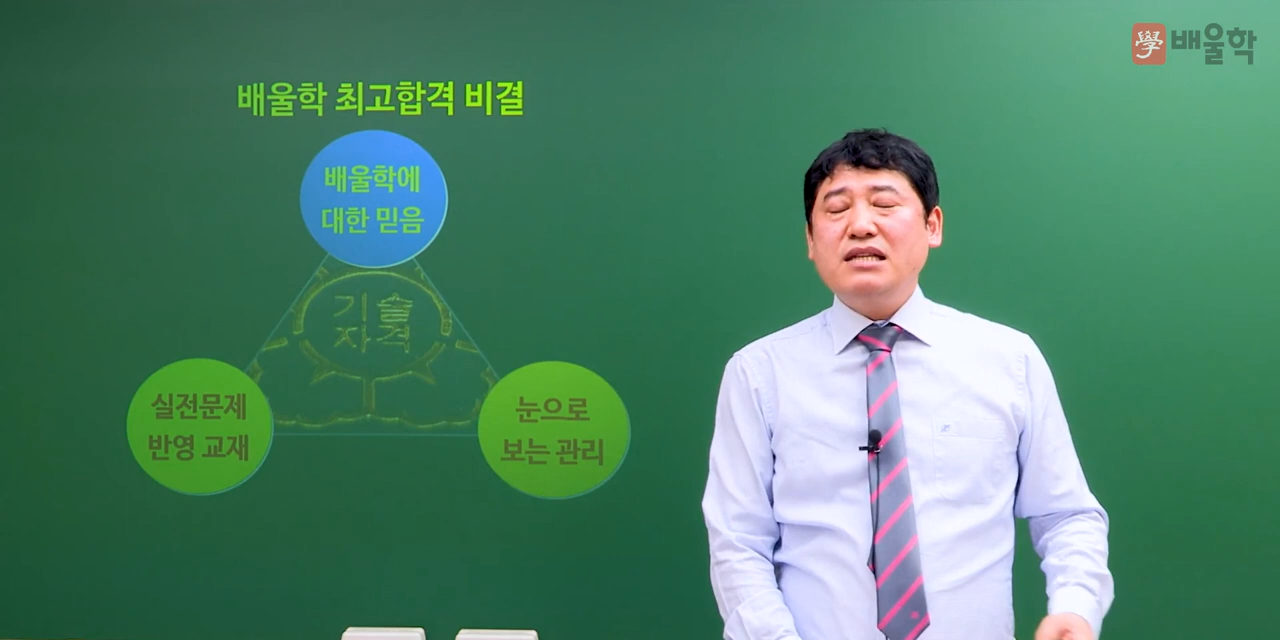 學 배울학
배울학 최고합격 비결
배울학에
대한 믿음
기술
자격
실전문제
반영 교재
눈으로
보는 관리